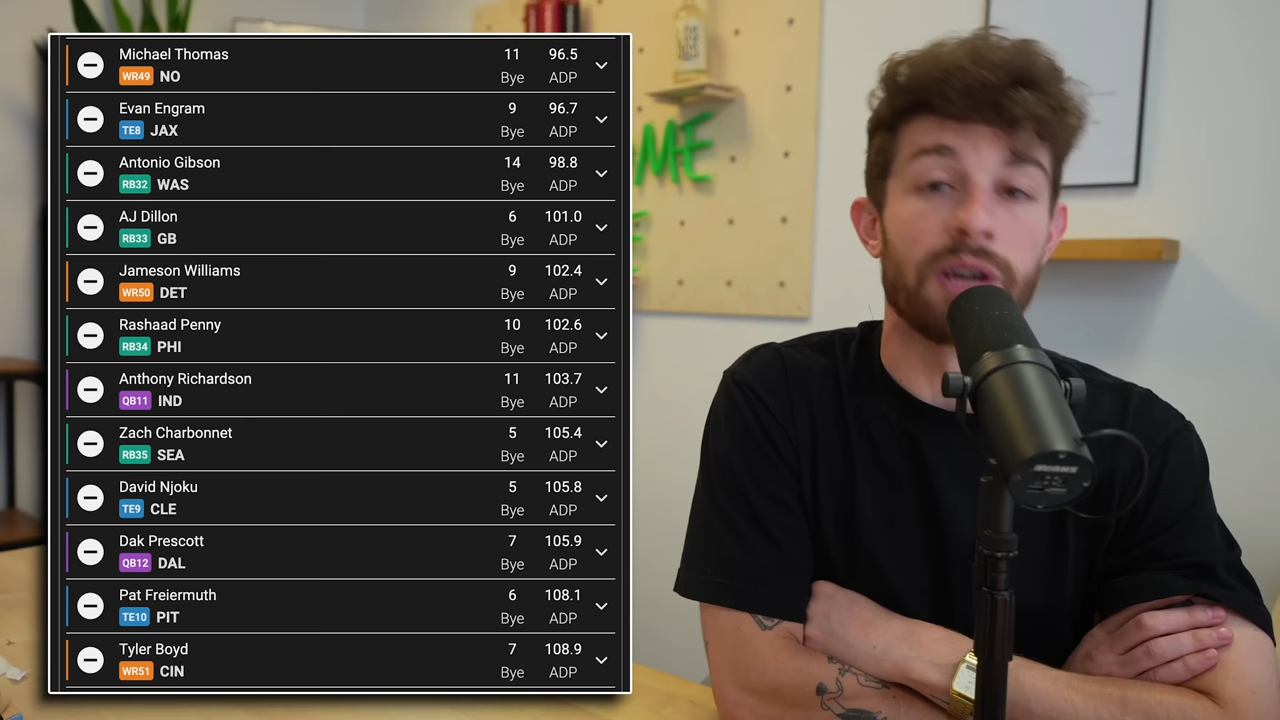 Michael Thomas 11 96.5
WR49 NO Bye ADP
Evan Engram 9 96.7
TE8 JAX Bye ADP
Antonio Gibson 14 98.8
RB32 WAS Bye ADP
AJ Dillon 6 101.0
RB33 GB Bye ADP
Jameson Williams 9 102.4
WR50 DET Bye ADP
Rashaad Penny 10 102.6
RB34 PHI Bye ADP
Anthony Richardson 11 103.7
QB11 IND Bye ADP
Zach Charbonnet 5 105.4
RB35 SEA Bye ADP
David Njoku 5 105.8
TE9 CLE Bye ADP
Dak Prescott 7 105.9
QB12 DAL Bye ADP
Pat Freiermuth 6 108.1
TE10 PIT Bye ADP
Tyler Boyd 7 108.9
WR51 CIN Bye ADP
ME
E